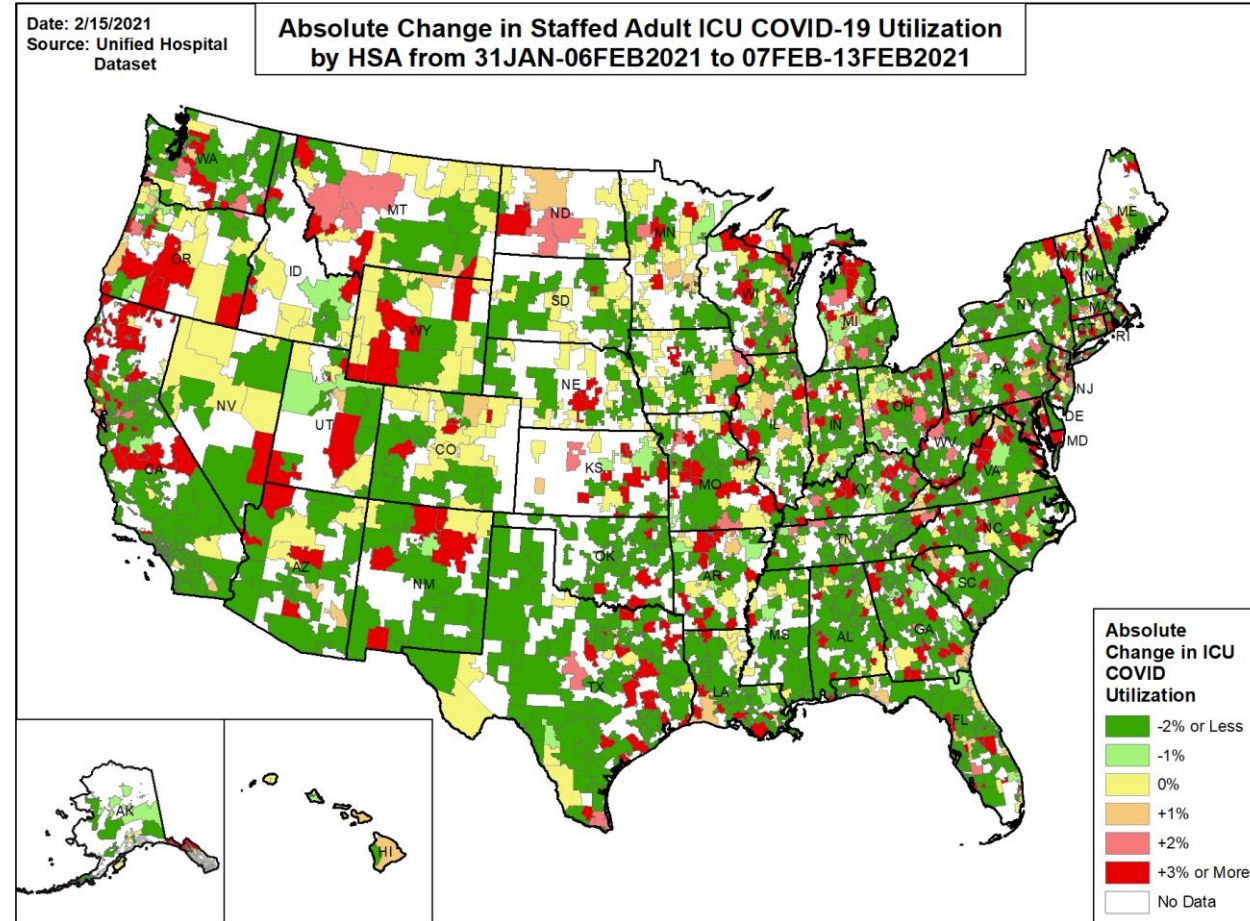 Date: 2/15/2021
Source: Unified Hospital
Dataset
Absolute Change in Staffed Adult ICU COVID-19 Utilization
by HSA from 31JAN-06FEB2021 to 07FEB-13FEB2021
WA
MT
ND
MN
ME
OR
ID
SD
WI
VT
NH
NY
MA
CT
RI
WY
MI
NV
UT
CO
NE
IA
IL
IN
OH
PA
NJ
DE
MD
WV
VA
CA
KS
MO
KY
NC
TN
AZ
NM
OK
AR
SC
MS
AL
GA
TX
LA
FL
AK
HI
Absolute
Change in ICU
COVID
Utilization
-2% or Less
-1%
0%
+1%
+2%
+3% or More
No Data